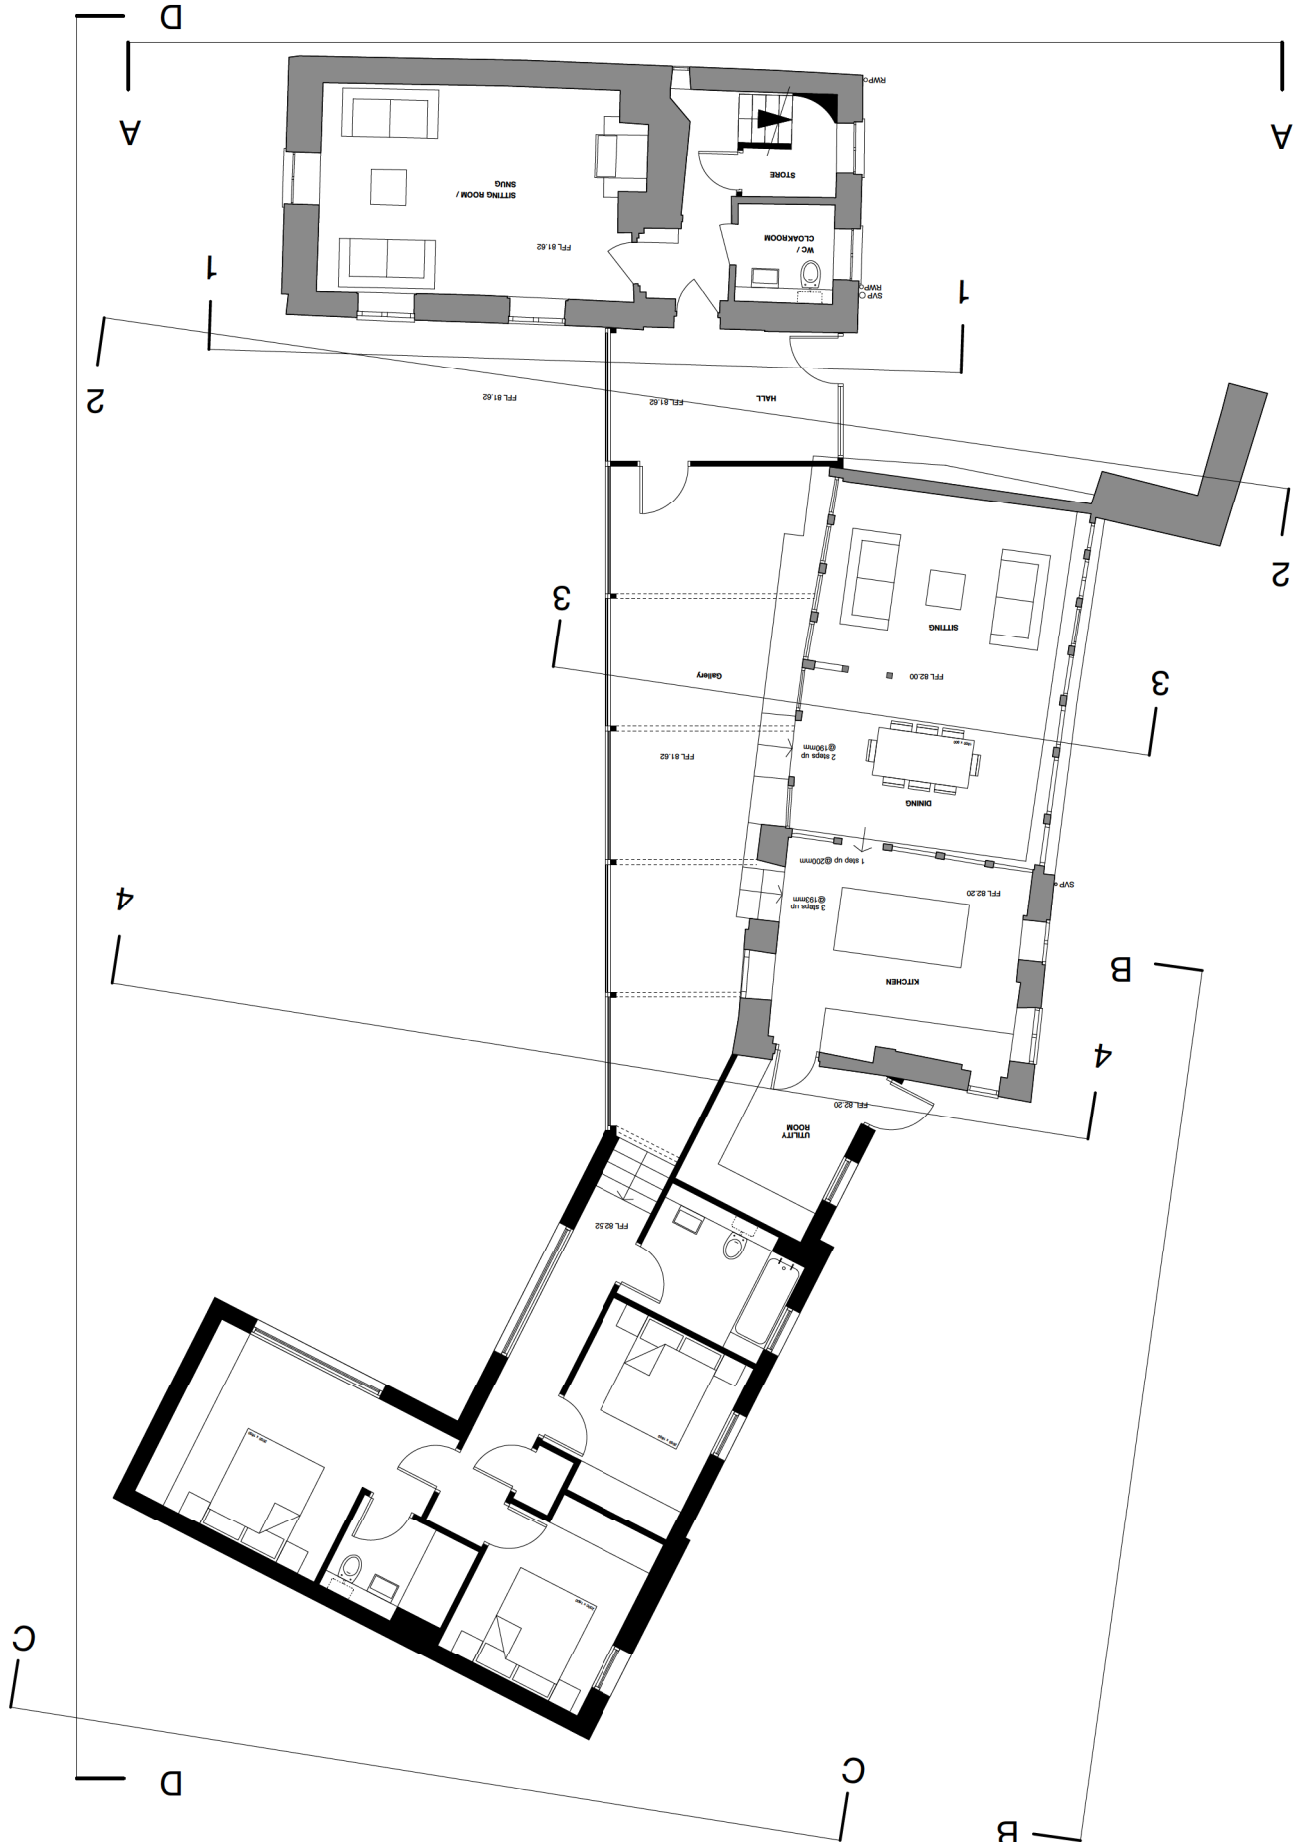 D
A
A
RWP
STORE
SITTING ROOM /
SNUG
WC /
CLOAKROOM
FFL 81.62
RWP
SVP
1
1
2
FFL 81.62
FFL 81.62
HALL
2
3
SITTING
Gallery
FFL 82.00
3
FFL 81.62
2 steps up
@190mm
DINING
1 step up @200mm
SVP
FFL 82.20
3 steps up
@193mm
4
KITCHEN
B
4
FFL 82.20
UTILITY
ROOM
FFL 82.52
C
C
D
B